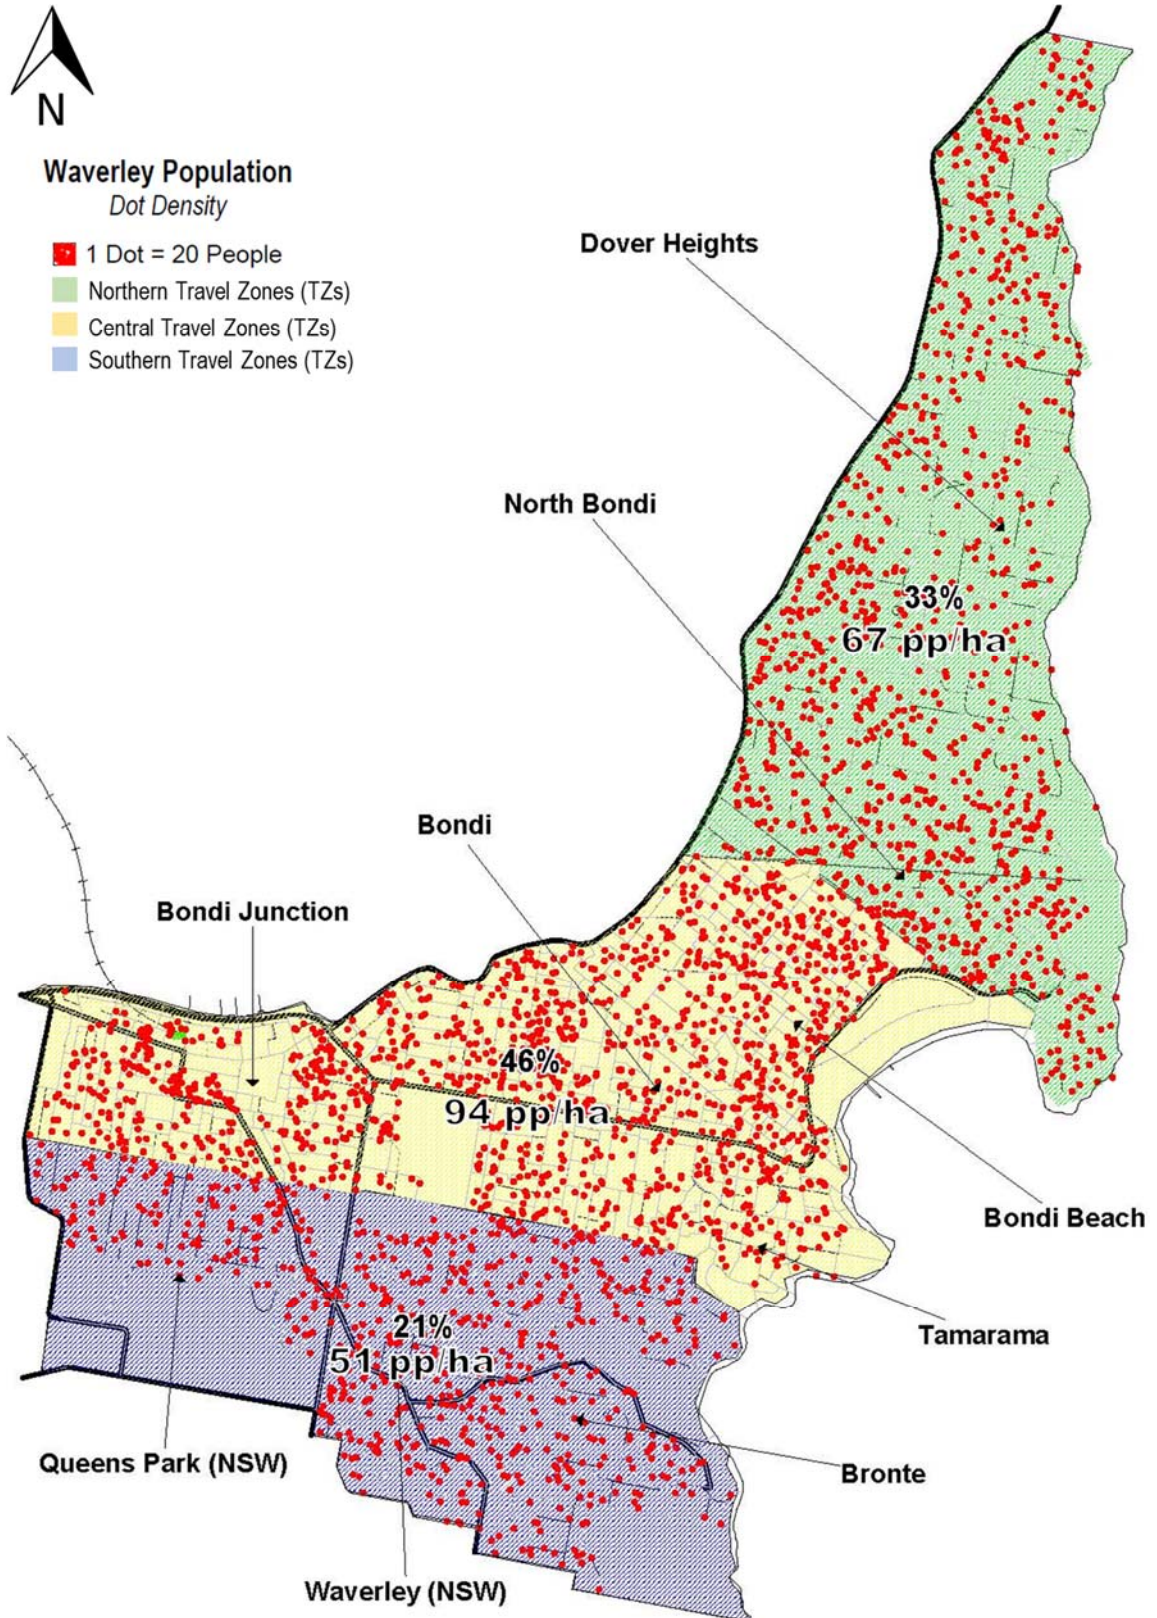 N
Waverley Population
Dot Density
1 Dot = 20 People
Northern Travel Zones (TZs)
Central Travel Zones (TZs)
Southern Travel Zones (TZs)
Dover Heights
North Bondi
33%
67 pp/ha
Bondi
Bondi Junction
46%
94 pp/ha
Bondi Beach
Tamarama
21%
51 pp/ha
Queens Park (NSW)
Bronte
Waverley (NSW)